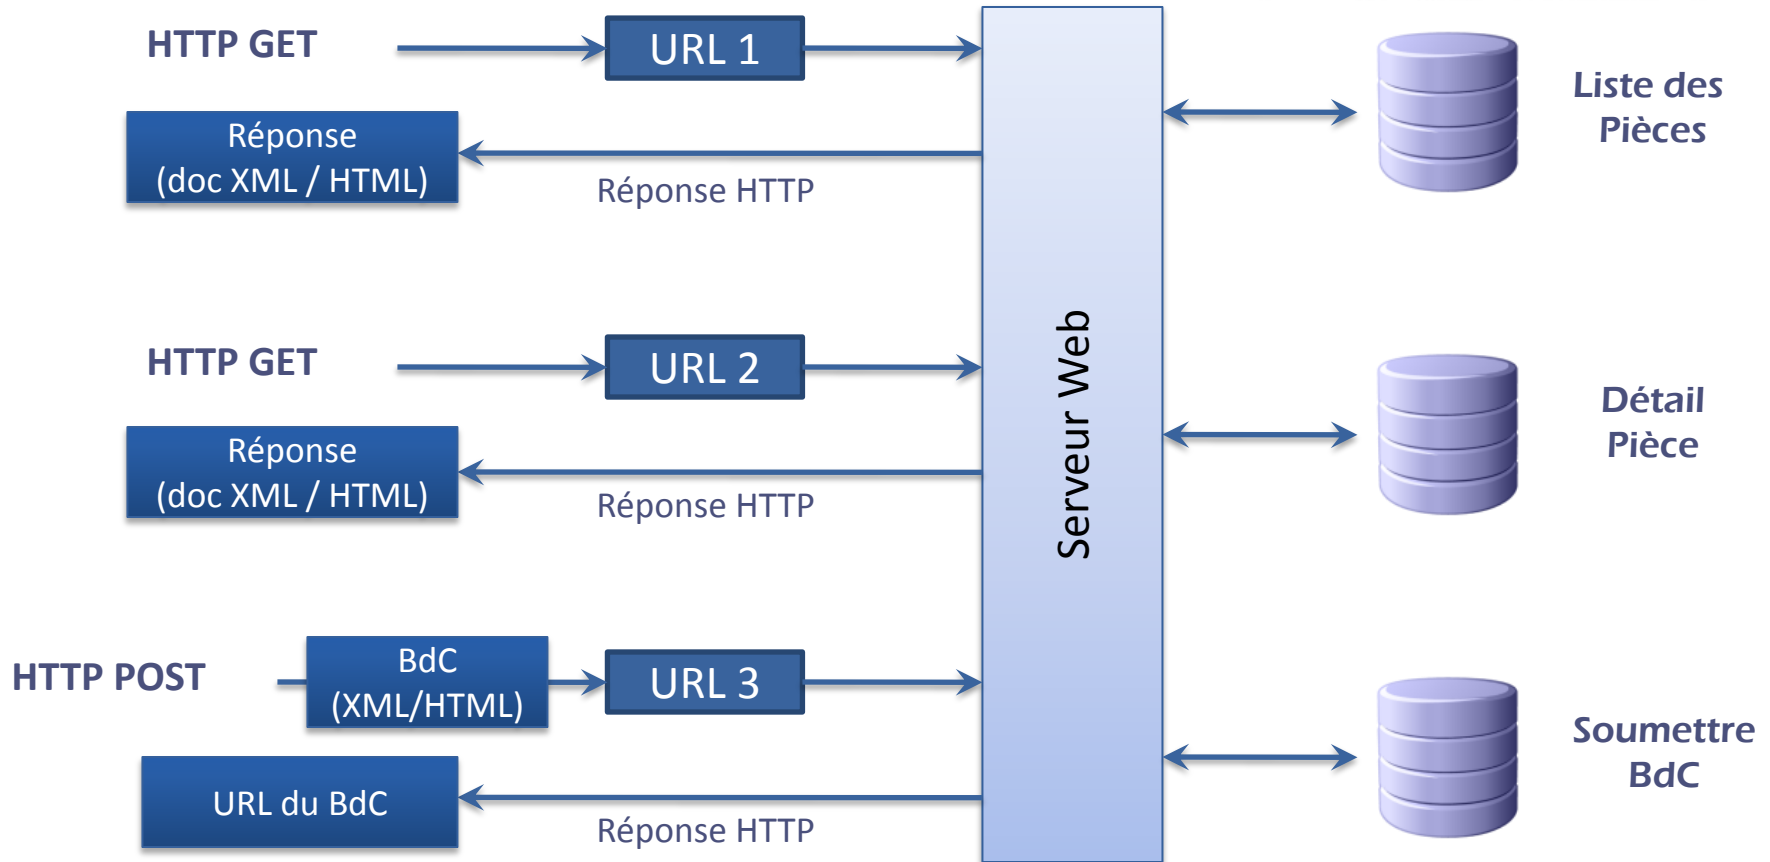 HTTP GET
URL 1
Réponse
(doc XML / HTML)
Réponse HTTP
Liste des
Pièces
HTTP GET
URL 2
Réponse
(doc XML / HTML)
Réponse HTTP
Serveur Web
Détail
Pièce
HTTP POST
BdC
(XML/HTML)
URL 3
URL du BdC
Réponse HTTP
Soumettre
BdC